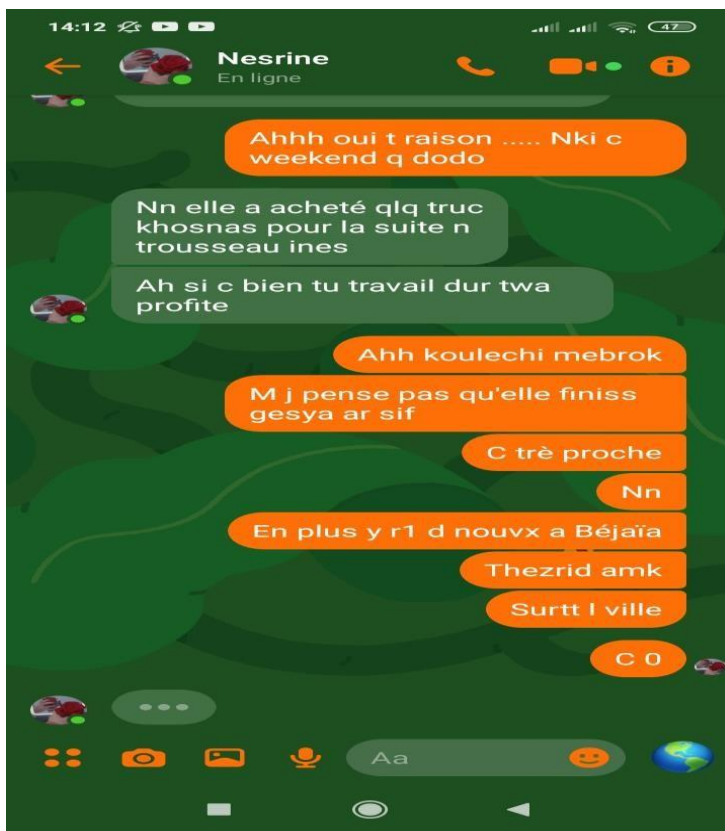 14:12
47
Nesrine
En ligne
Ahhh oui t raison ..... Nki c
weekend q dodo
Nn elle a acheté qlq truc
khosnas pour la suite n
trousseau ines
Ah si c bien tu travail dur twa
profite
Ahh koulechi mebrok
M j pense pas qu'elle finiss
gesya ar sif
C trè proche
Nn
En plus y r1 d nouvx a Béjaïa
Thezrid amk
Surtt l ville
C 0
Aa